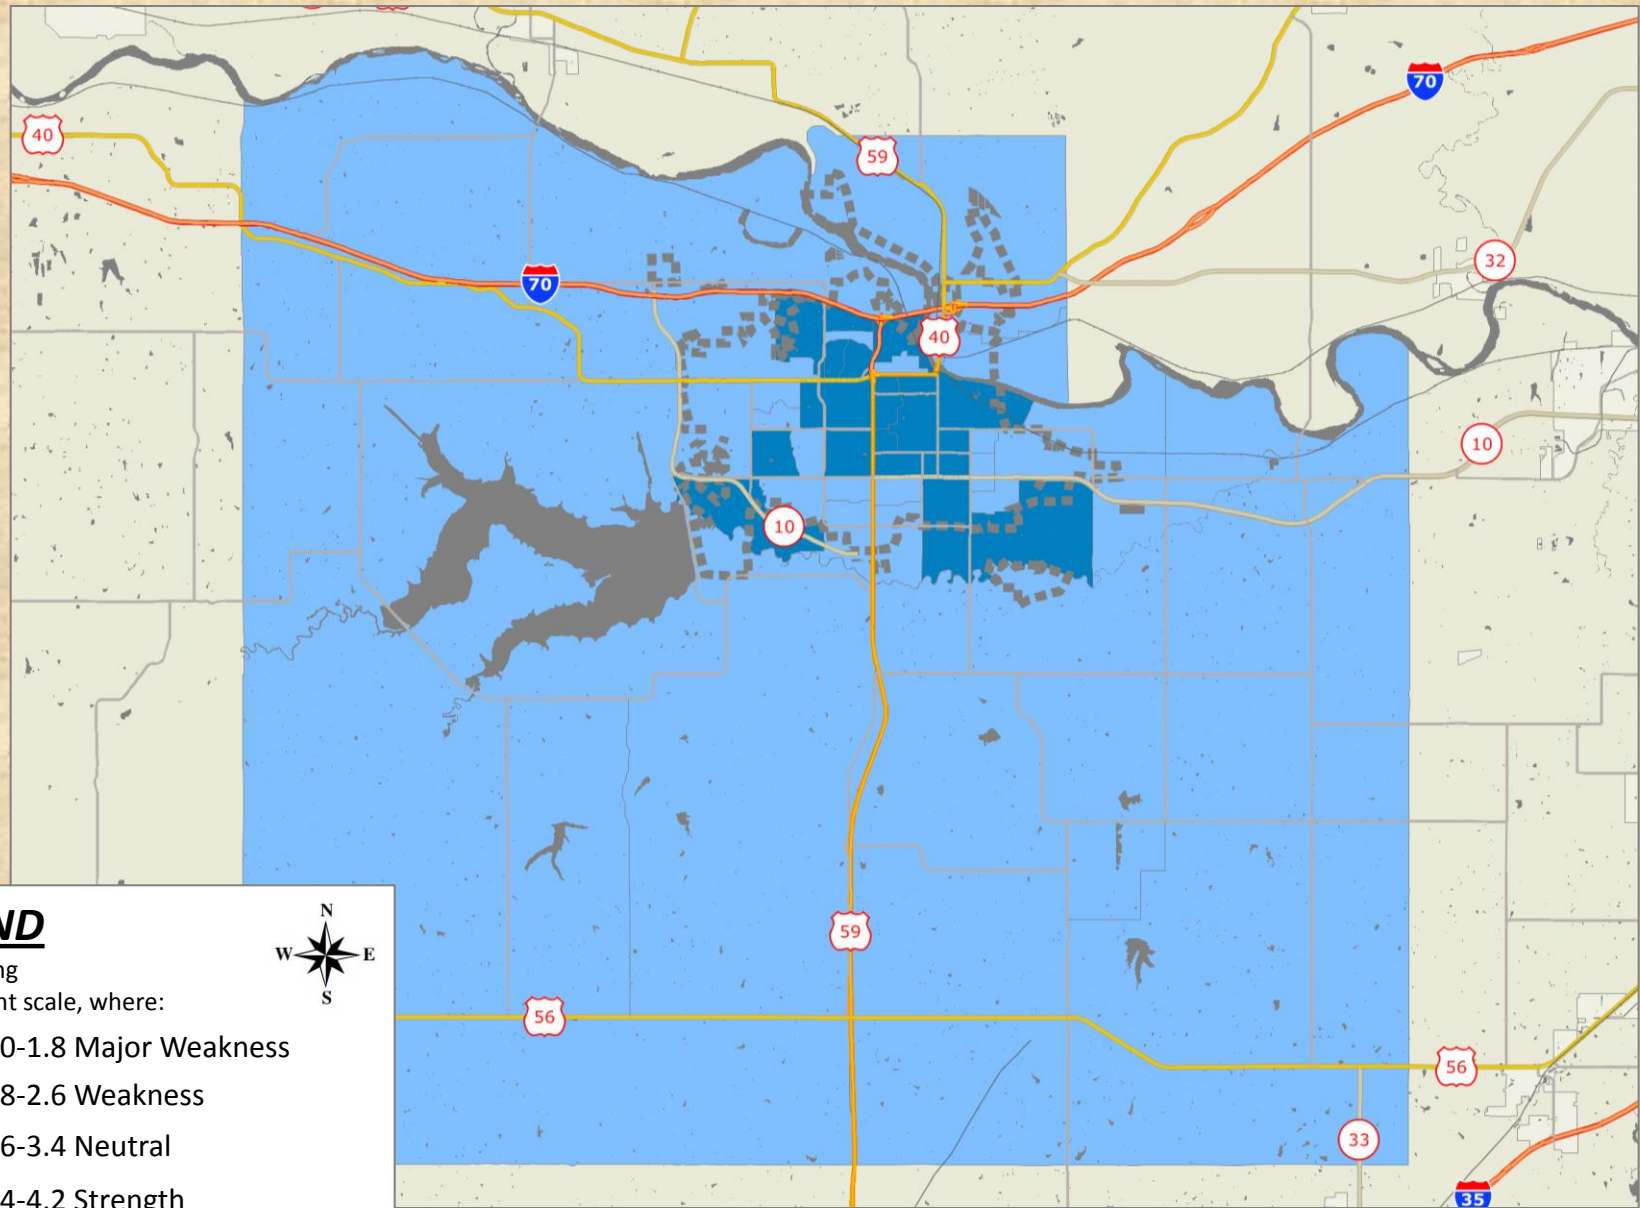 70
40
59
32
70
40
10
10
59
N
W E
S
ND
ng
nt scale, where:
0-1.8 Major Weakness
56
8-2.6 Weakness
56
6-3.4 Neutral
33
4-4.2 Strength
35